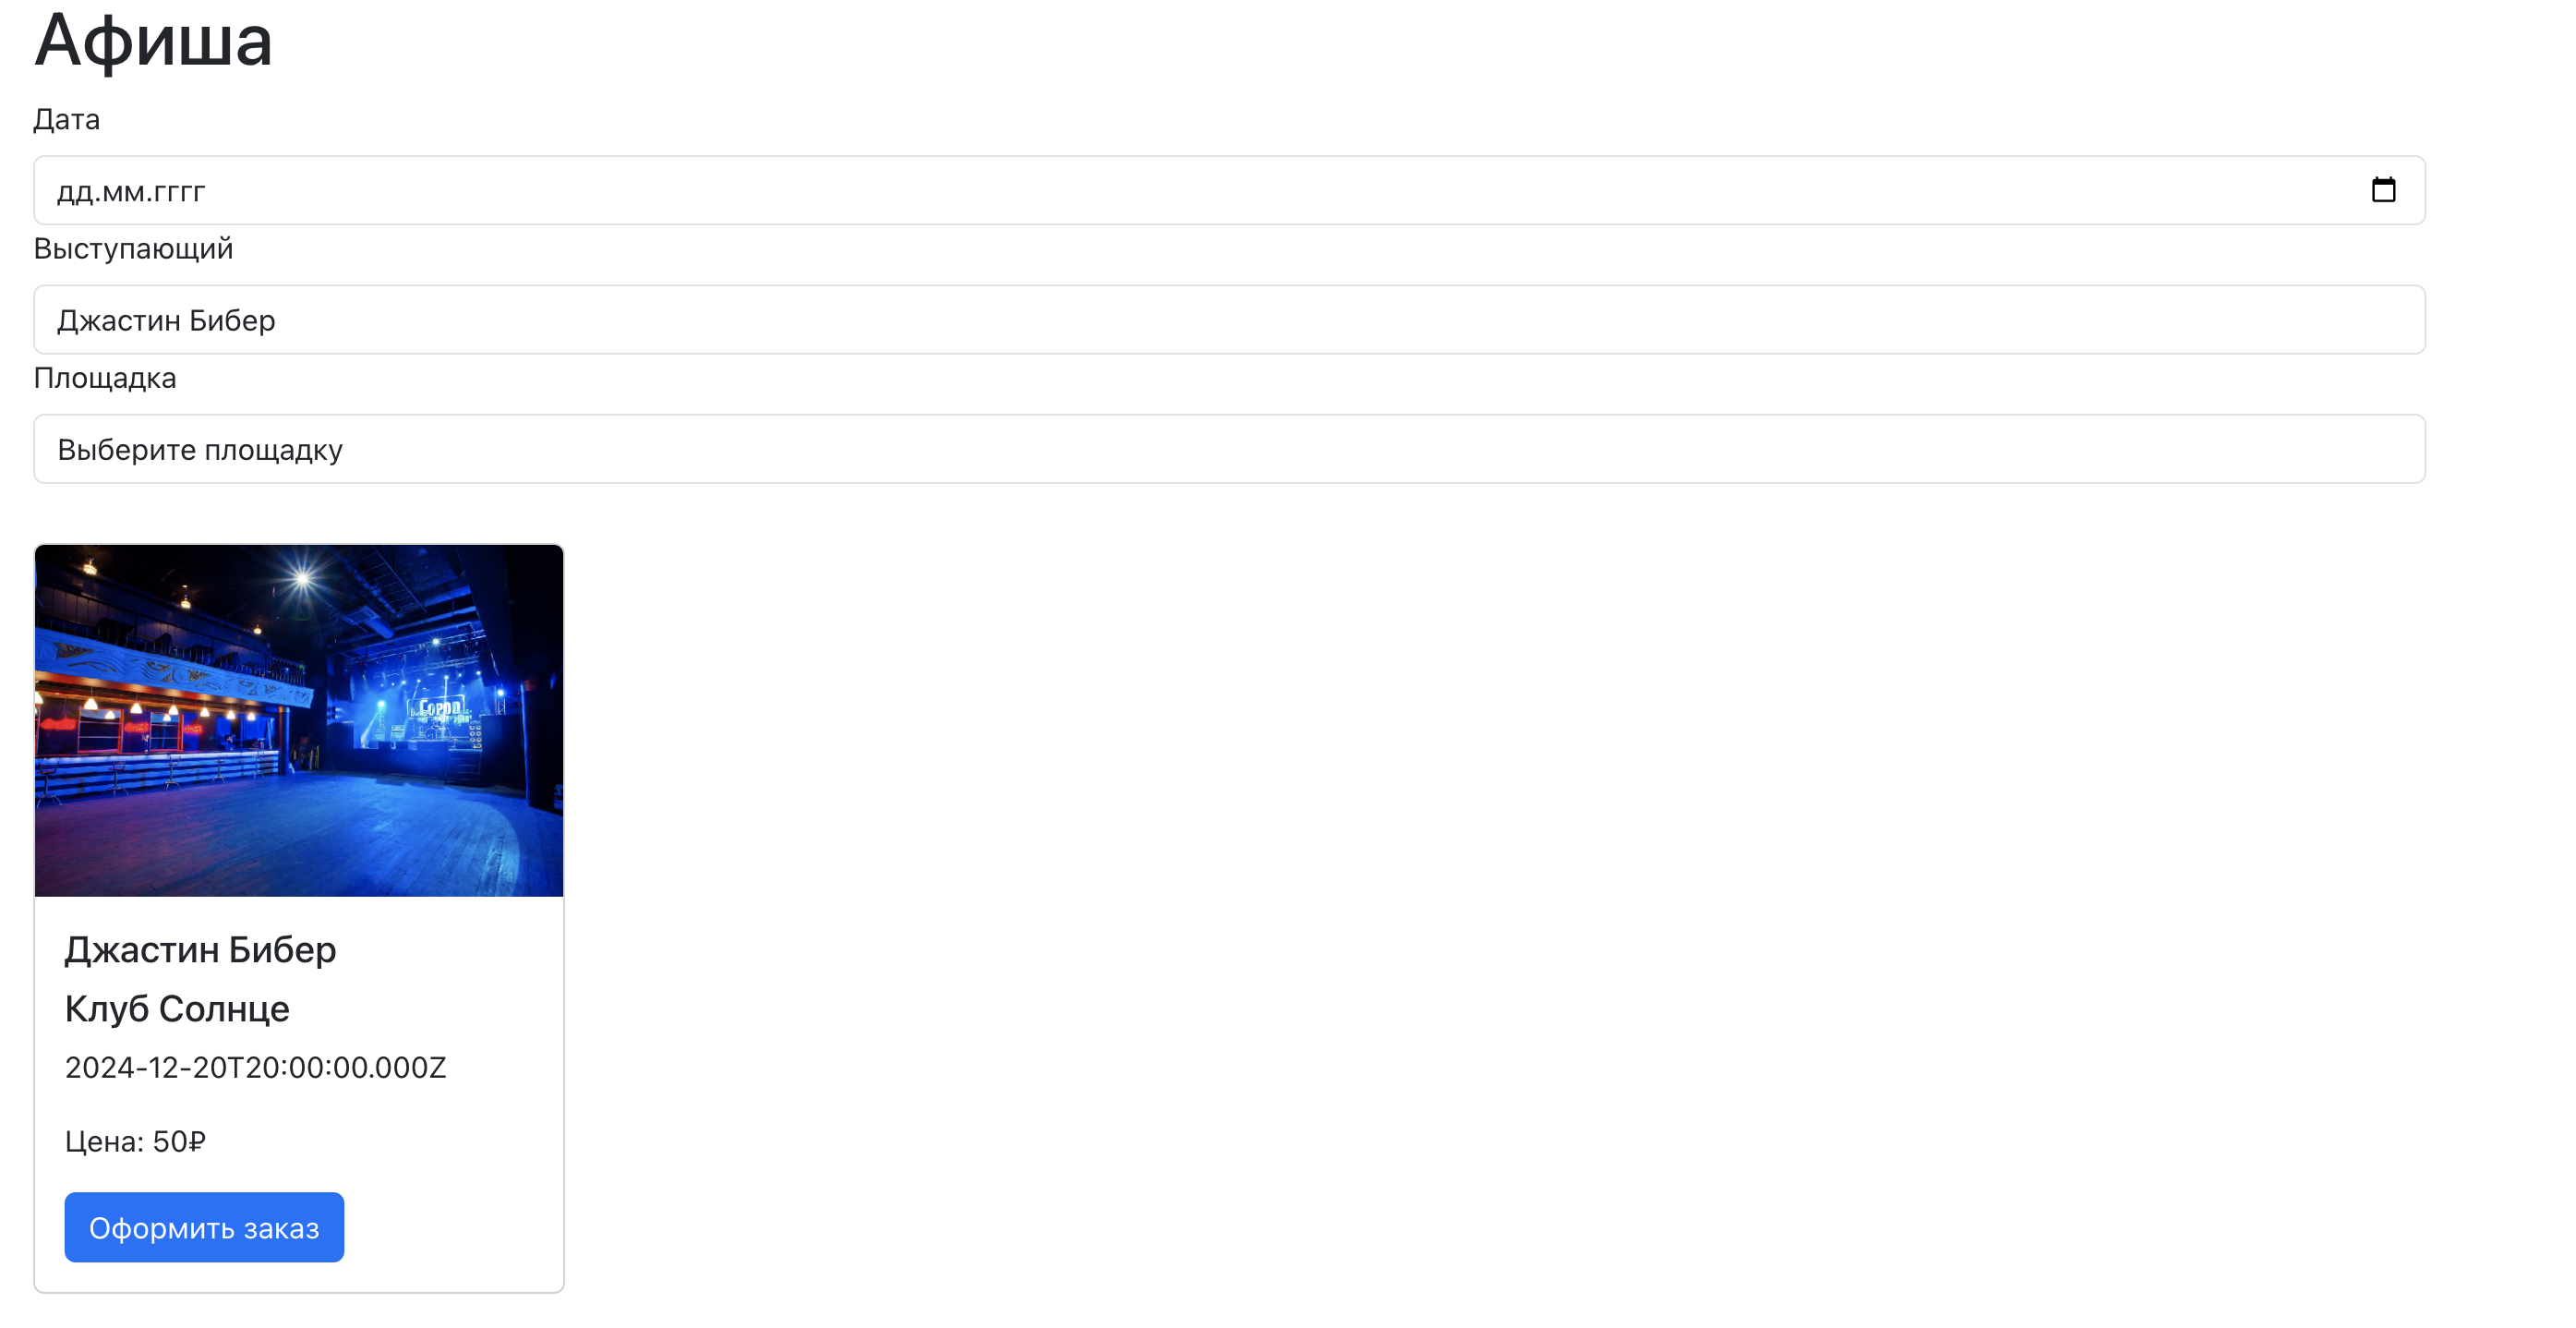 Афиша
Дата
дд.мм.гггг
Выступающий
Джастин Бибер
Площадка
Выберите площадку
Город
Джастин Бибер
Клуб Солнце
2024-12-20T20:00:00.000Z
Цена: 50₽
Оформить заказ